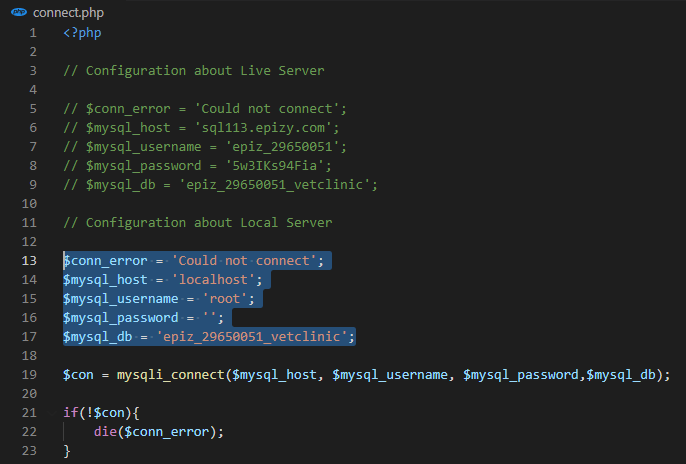 connect.php
1 <?php
2
3 // Configuration about Live Server
4
5 // $conn_error = 'Could not connect';
6 // $mysql_host = 'sql113.epizy.com';
7 // $mysql_username = 'epiz_29650051';
8 // $mysql_password = '5w3IKs94Fia';
9 // $mysql_db = 'epiz_29650051_vetclinic';
10
11 // Configuration about Local Server
12
13 $conn_error = 'Could not connect';
14 $mysql_host = 'localhost';
15 $mysql_username = 'root';
16 $mysql_password = '';
17 $mysql_db = 'epiz_29650051_vetclinic';
18
19 $con = mysqli_connect($mysql_host, $mysql_username, $mysql_password,$mysql_db);
20
21 if(!$con){
22     die($conn_error);
23 }